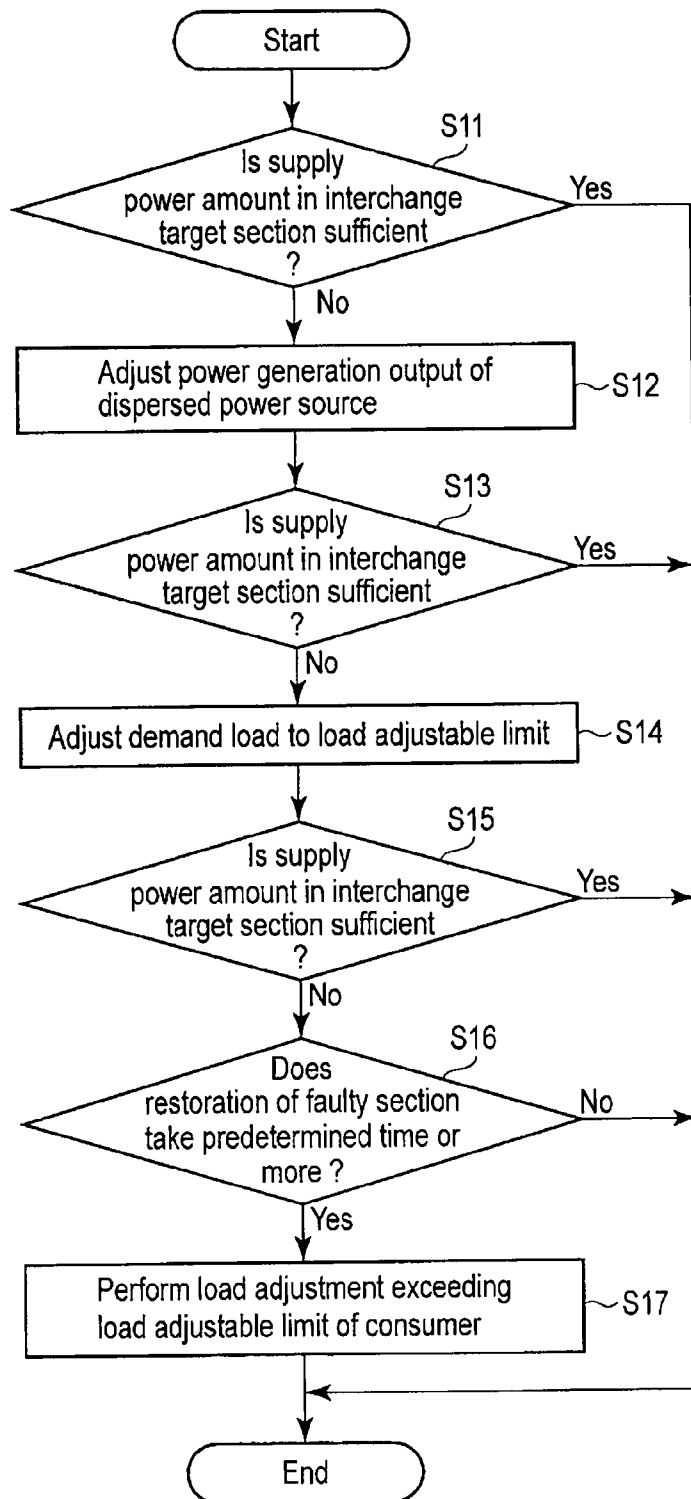 Start
S11
Is supply
power amount in interchange
target section sufficient
?
Yes
No
Adjust power generation output of
dispersed power source
S12
S13
Is supply
power amount in interchange
target section sufficient
?
Yes
No
Adjust demand load to load adjustable limit
S14
S15
Is supply
power amount in interchange
target section sufficient
?
Yes
No
S16
Does
restoration of faulty section
take predetermined time or
more ?
No
Yes
Perform load adjustment exceeding
load adjustable limit of consumer
S17
End